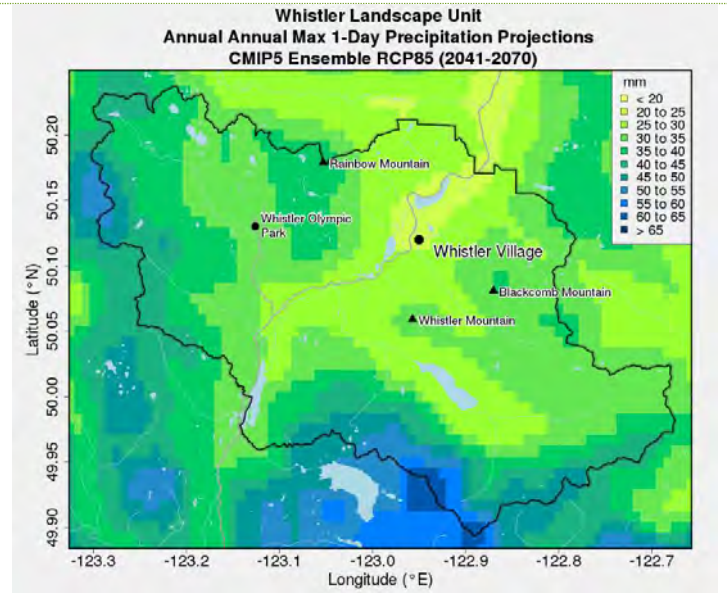 Whistler Landscape Unit
Annual Annual Max 1-Day Precipitation Projections
CMIP5 Ensemble RCP85 (2041-2070)
mm
< 20
20 to 25
25 to 30
30 to 35
35 to 40
40 to 45
45 to 50
50 to 55
55 to 60
60 to 65
> 65
Rainbow Mountain
Whistler Olympic
Park
Whistler Village
Blackcomb Mountain
Whistler Mountain
Latitude (°N)
50.20
50.15
50.10
50.05
50.00
49.95
49.90
-123.3
-123.2
-123.1
-123.0
-122.9
-122.8
-122.7
Longitude (°E)